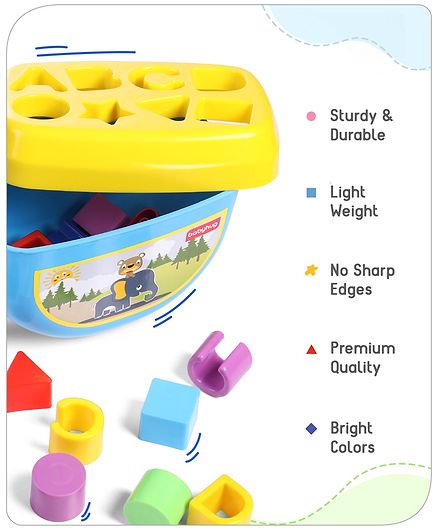 Sturdy &
Durable
Light
Weight
babyhug
No Sharp
Edges
Premium
Quality
Bright
Colors